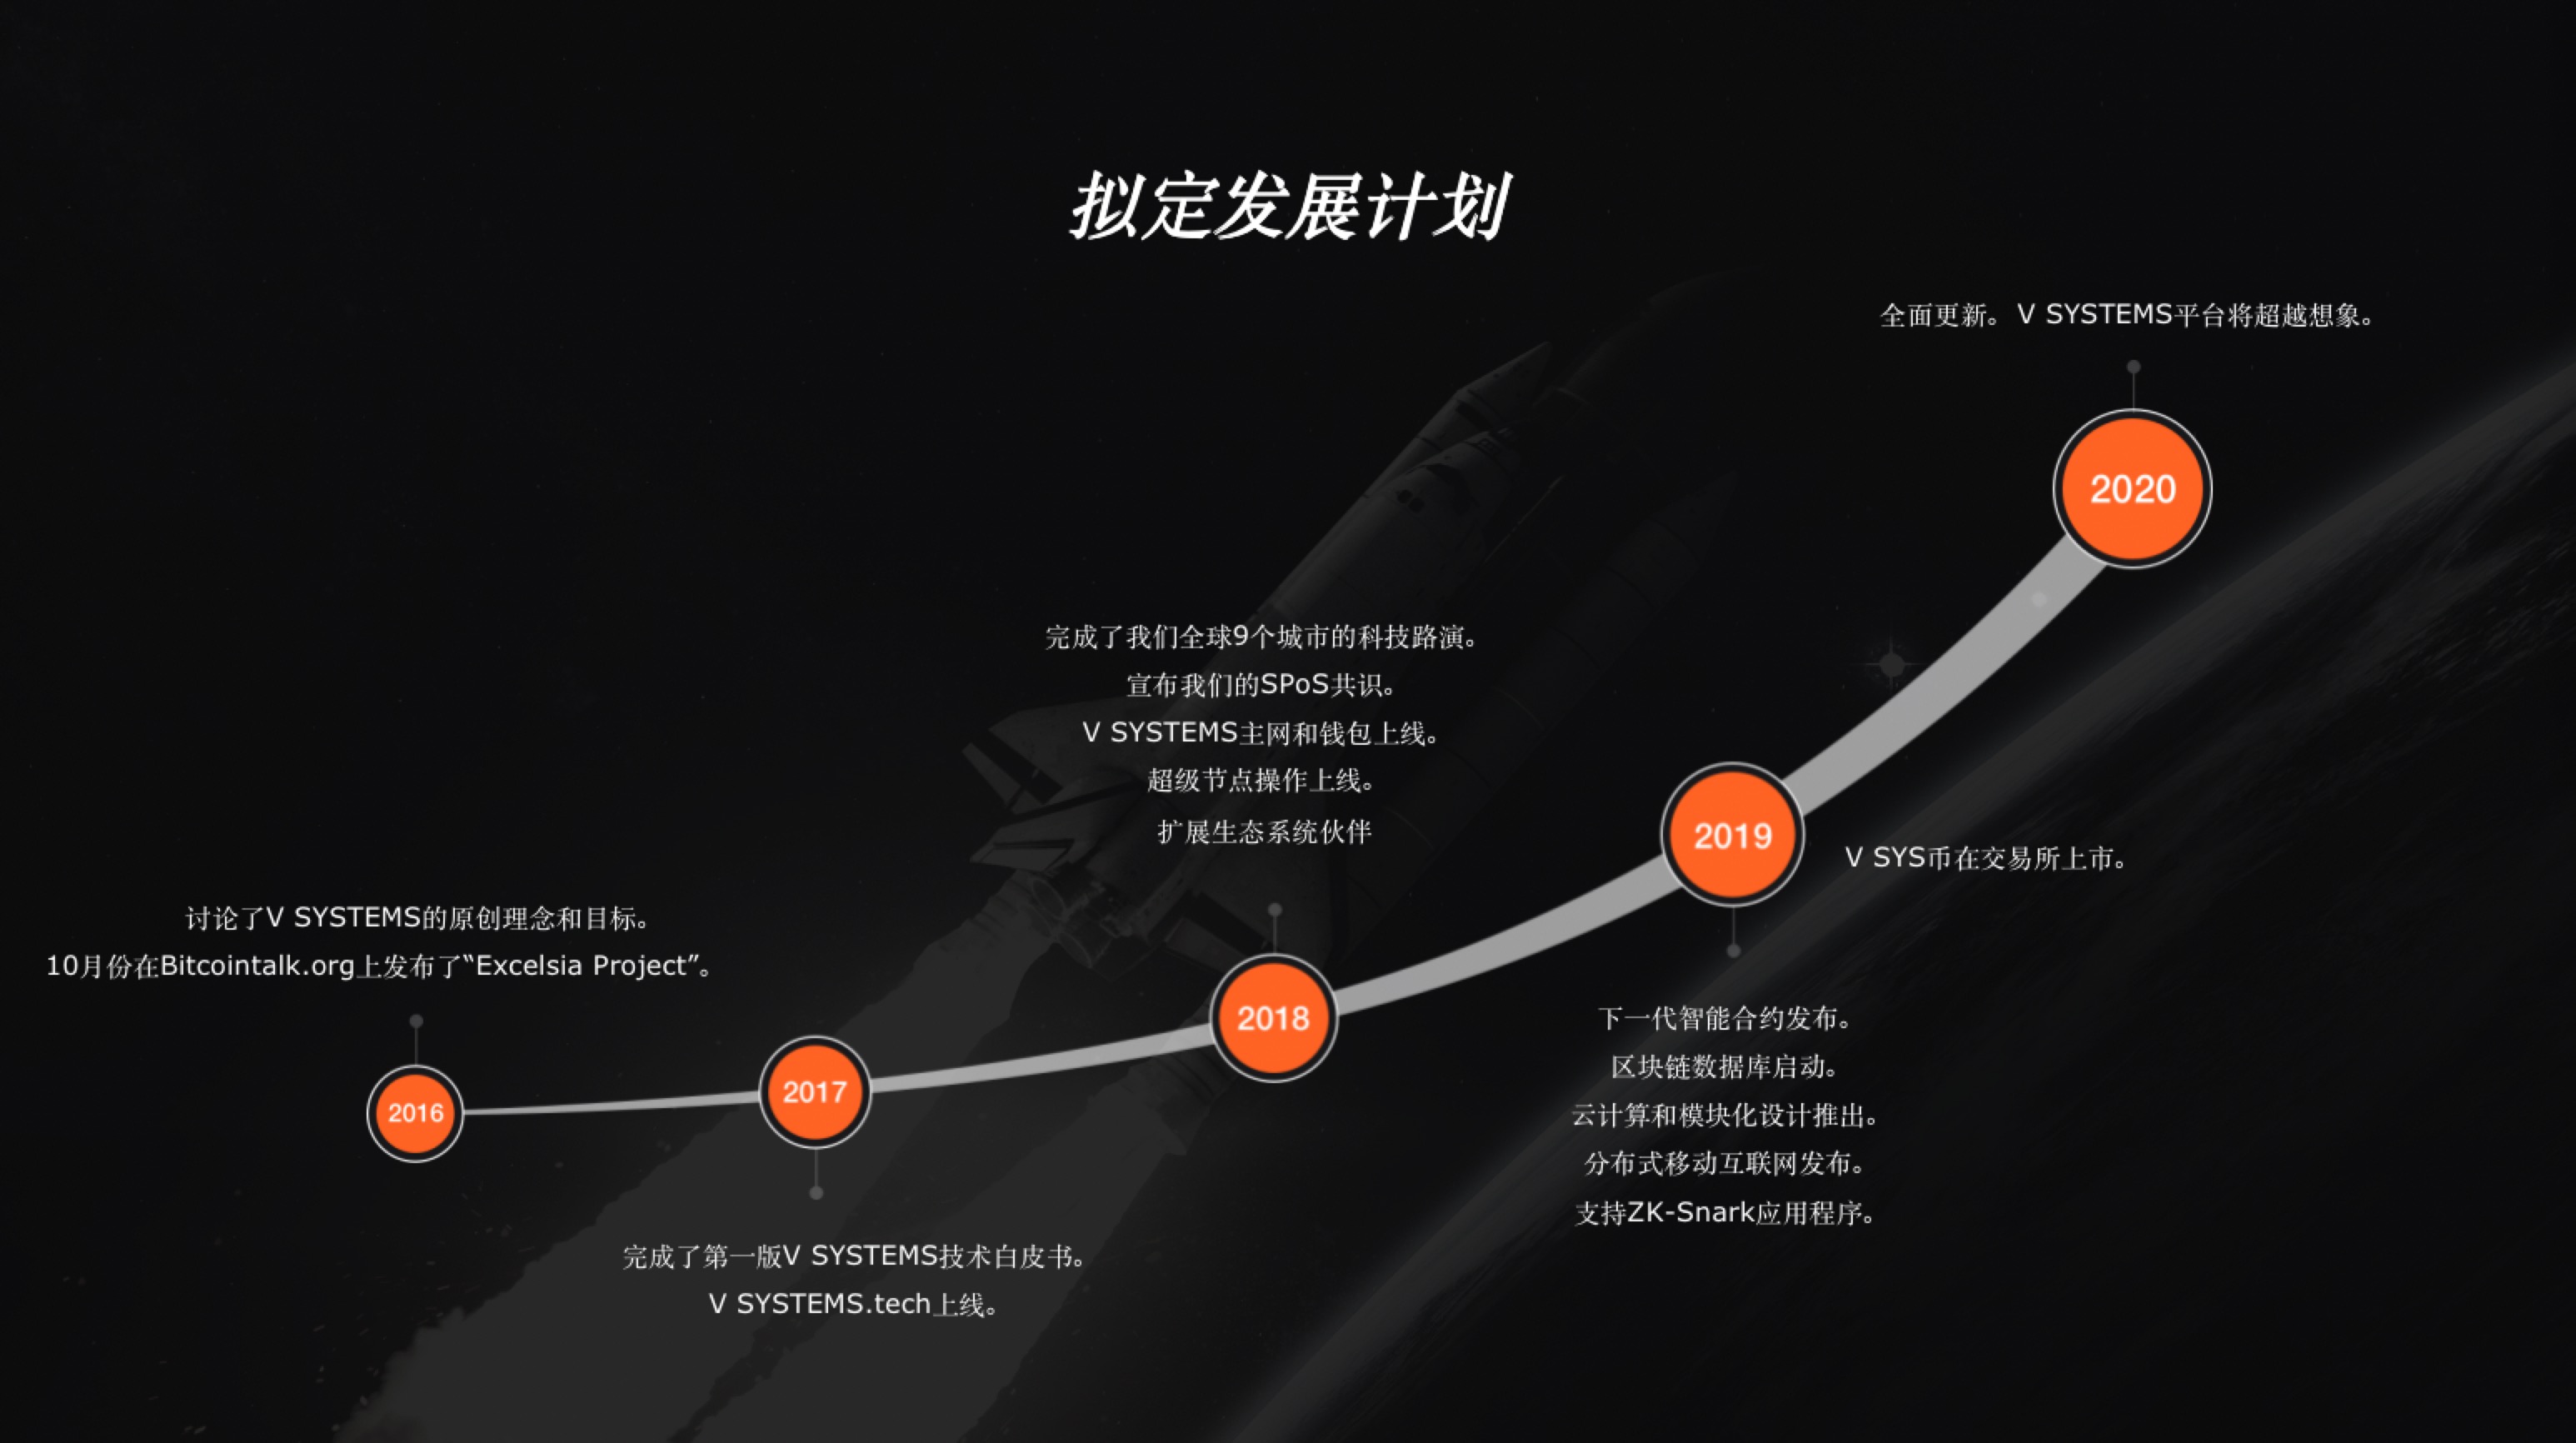 拟定发展计划
全面更新。 V SYSTEMS平台将超越想象。
2020
完成了我们全球9个城市的科技路演。
宣布我们的SPoS共识。
V SYSTEMS主网和钱包上线。
超级节点操作上线。
扩展生态系统伙伴
2019
V SYS币在交易所上市。
讨论了V SYSTEMS的原创理念和目标。
10月份在Bitcointalk.org上发布了“Excelsia Project”。
2018
下一代智能合约发布。
区块链数据库启动。
云计算和模块化设计推出。
分布式移动互联网发布。
支持ZK-Snark应用程序。
2017
2016
完成了第一版V SYSTEMS技术白皮书。
V SYSTEMS.tech上线。